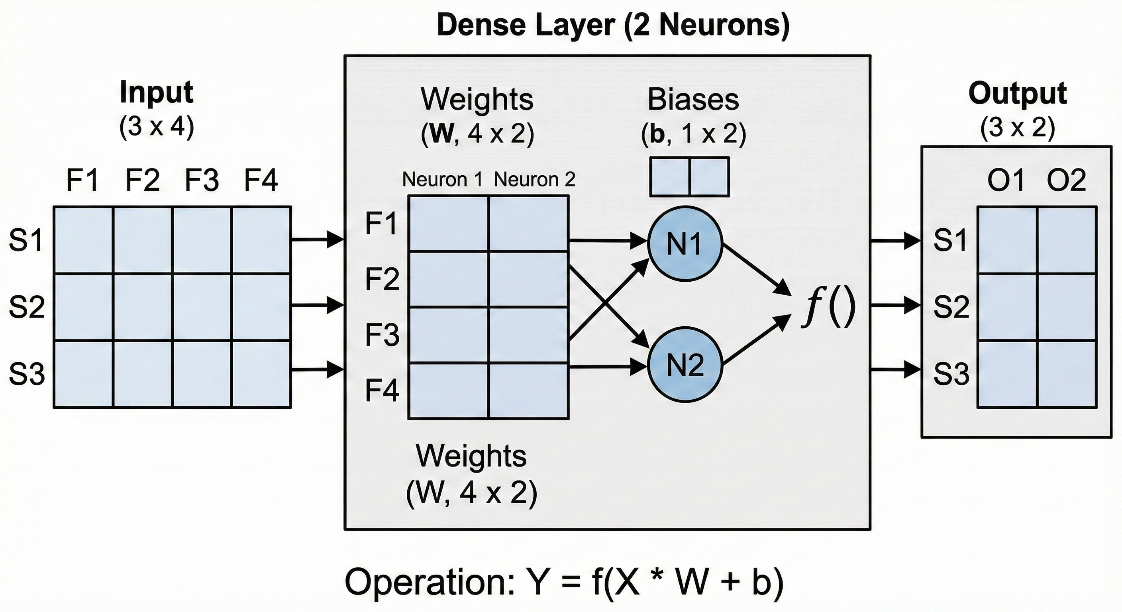 Dense Layer (2 Neurons)
Input
(3 x 4)
F1 F2 F3 F4
S1
S2
S3
Weights
(W, 4 x 2)
Neuron 1 Neuron 2
F1
F2
F3
F4
Weights
(W, 4 x 2)
Biases
(b, 1 x 2)
N1
N2
f()
Output
(3 x 2)
O1 O2
S1
S2
S3
Operation: Y = f(X * W + b)